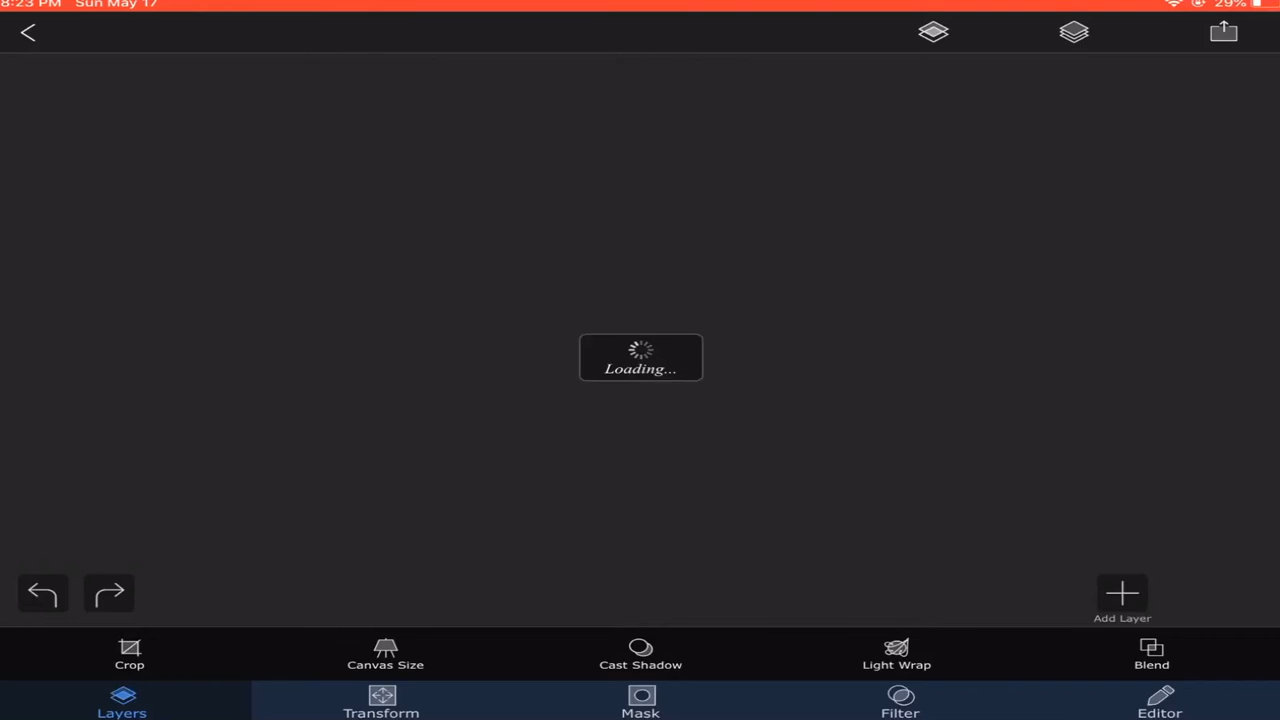 8:23 PM Sun May 17 29%
Loading...
Add Layer
Crop Canvas Size Cast Shadow Light Wrap Blend
Layers Transform Mask Filter Editor